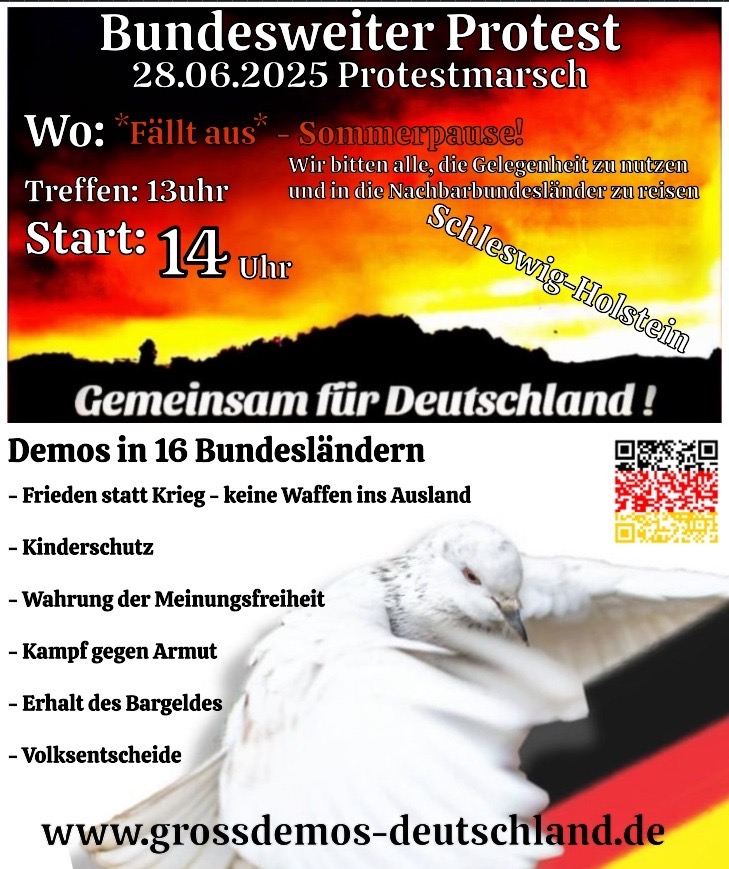 Bundesweiter Protest
28.06.2025 Protestmarsch
Wo: *Fällt aus* - Sommerpause!
Wir bitten alle, die Gelegenheit zu nutzen
und in die Nachbarbundesländer zu reisen
Treffen: 13uhr
Start: 14 Uhr
Schleswig-Holstein
Gemeinsam für Deutschland !
Demos in 16 Bundesländern
- Frieden statt Krieg - keine Waffen ins Ausland
- Kinderschutz
- Wahrung der Meinungsfreiheit
- Kampf gegen Armut
- Erhalt des Bargeldes
- Volksentscheide
www.grossdemos-deutschland.de